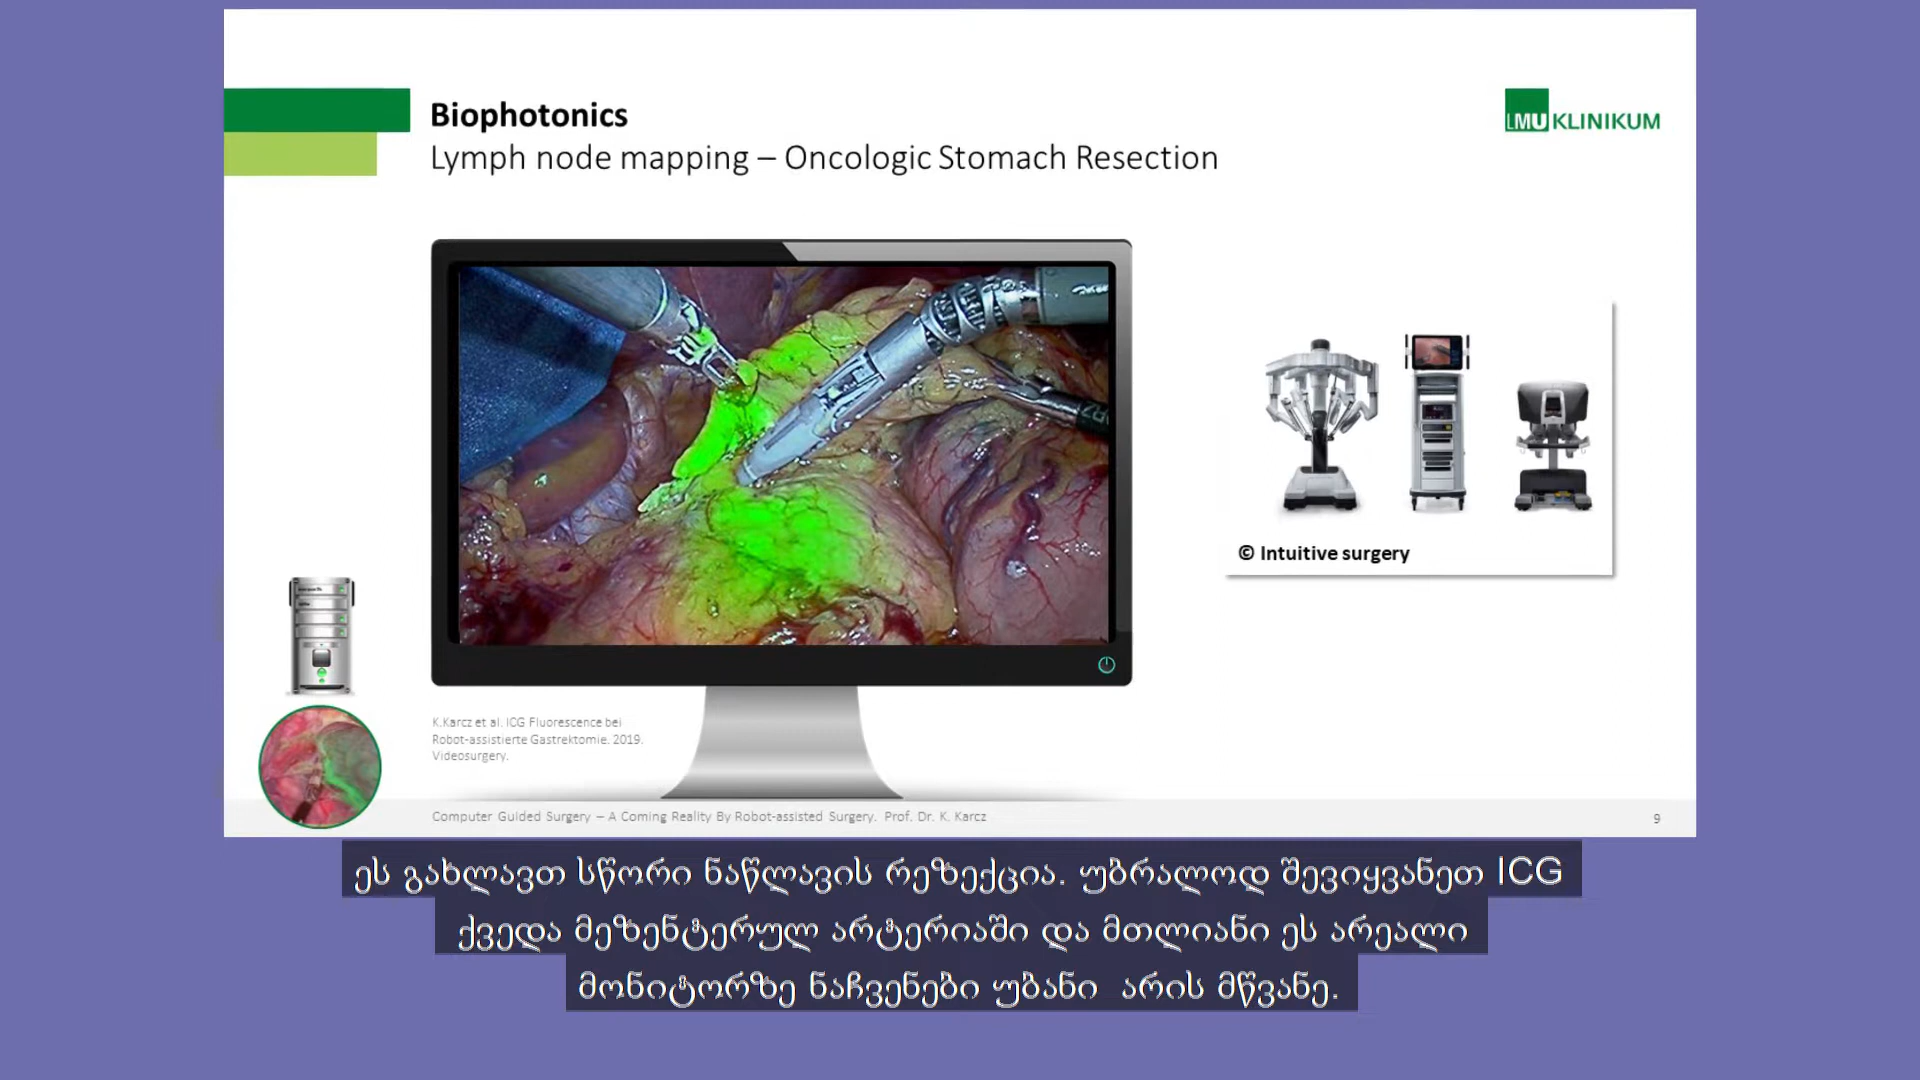 Biophotonics
Lymph node mapping – Oncologic Stomach Resection
LMU KLINIKUM
© Intuitive surgery
K.Karcz et al. ICG Fluorescence bei
Robot-assistierte Gastrektomie. 2019.
Videosurgery.
Computer Guided Surgery – A Coming Reality By Robot-assisted Surgery. Prof. Dr. K. Karcz
9
ეს გახლავთ სწორი ნაწლავის რეზექცია. უბრალოდ შევიყვანეთ ICG
ქვედა მეზენტერულ არტერიაში და მთლიანი ეს არეალი
მონიტორზე ნაჩვენები უბანი არის მწვანე.